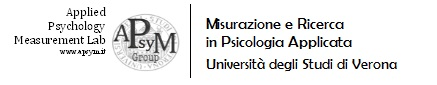 Applied
Psychology
Measurement Lab
www.apsym.it
APsyM
Group
Misurazione e Ricerca
in Psicologia Applicata
Università degli Studi di Verona